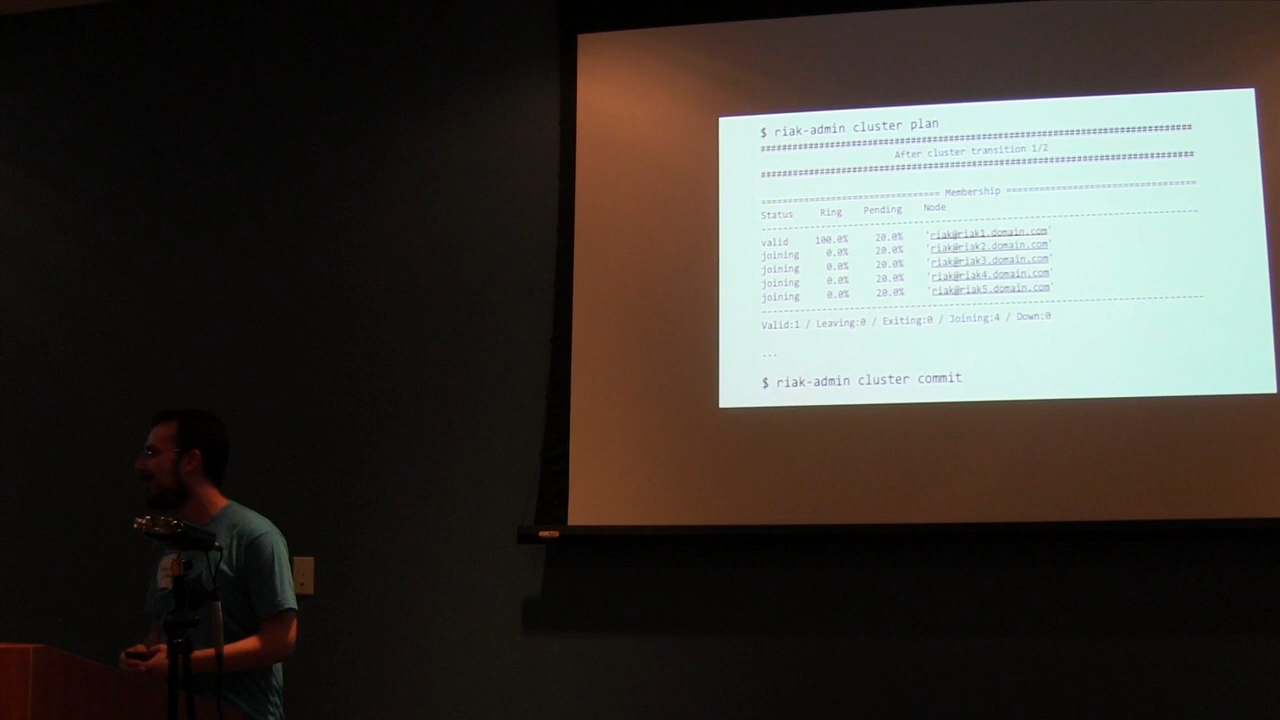 $ riak-admin cluster plan
################################################################################
After cluster transition 1/2
################################################################################
================================= Membership ==================================
Status Ring Pending Node
-------------------------------------------------------------------------------
valid 100.0% 20.0% 'riak@riak1.domain.com'
joining 0.0% 20.0% 'riak@riak2.domain.com'
joining 0.0% 20.0% 'riak@riak3.domain.com'
joining 0.0% 20.0% 'riak@riak4.domain.com'
joining 0.0% 20.0% 'riak@riak5.domain.com'
-------------------------------------------------------------------------------
Valid:1 / Leaving:0 / Exiting:0 / Joining:4 / Down:0
...
$ riak-admin cluster commit